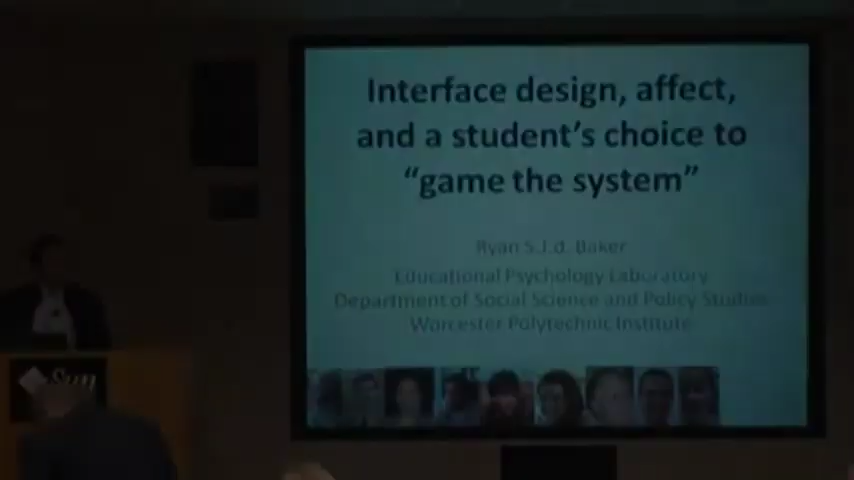 Interface design, affect,
and a student's choice to
“game the system”
Ryan S.J.d. Baker
Educational Psychology Laboratory
Department of Social Science and Policy Studies
Worcester Polytechnic Institute
Sun